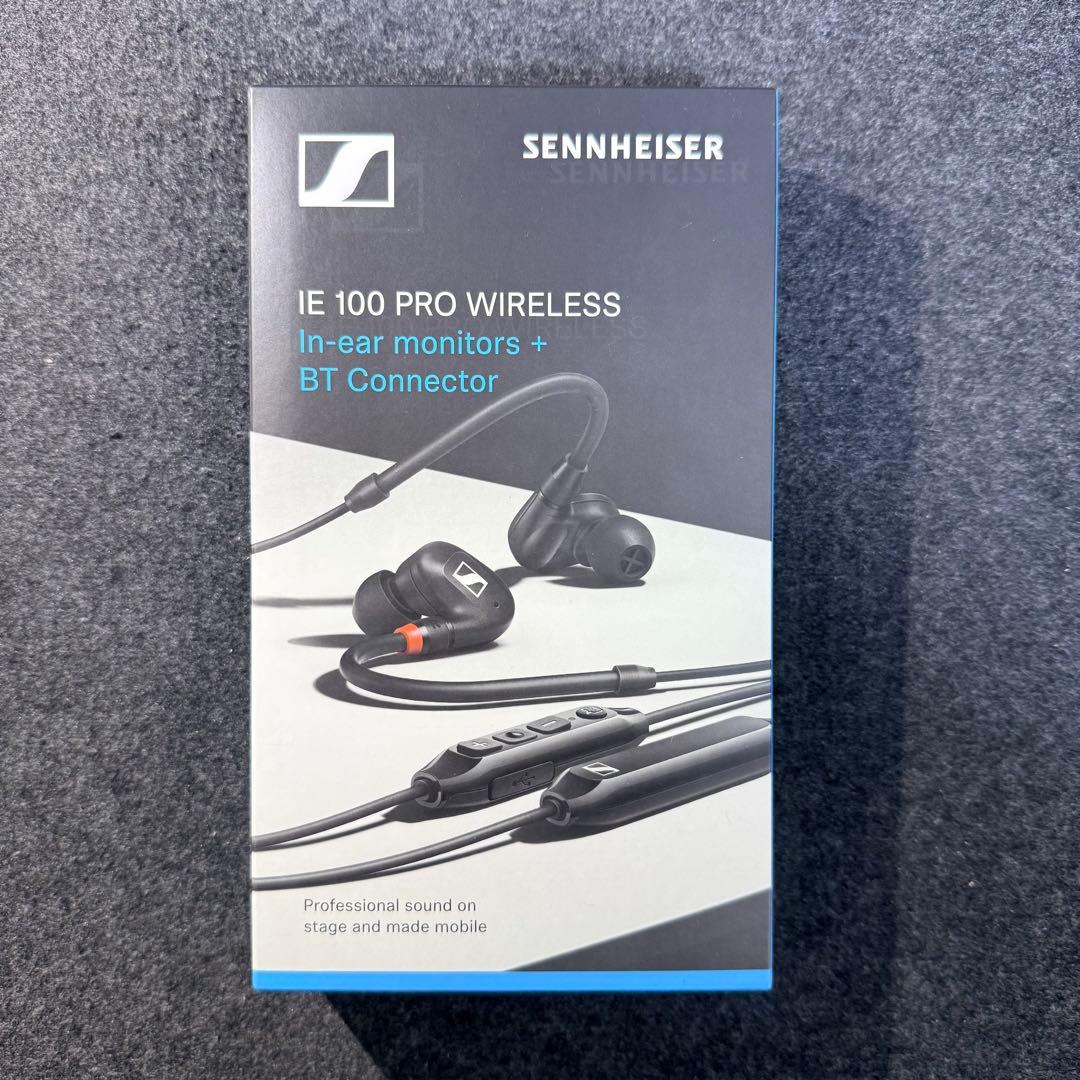 SENNHEISER
IE 100 PRO WIRELESS
In-ear monitors +
BT Connector
Professional sound on
stage and made mobile